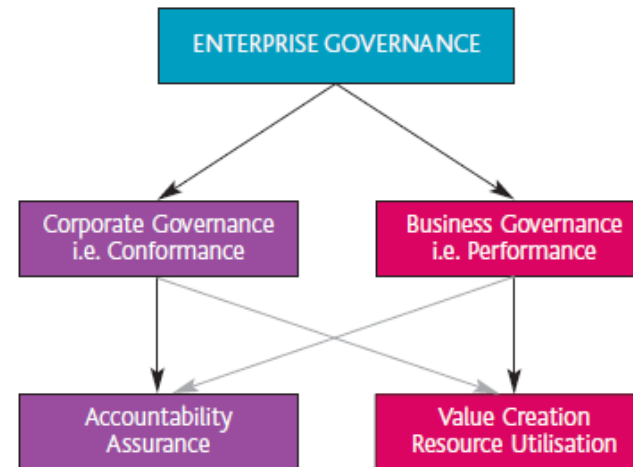 ENTERPRISE GOVERNANCE
Corporate Governance
i.e. Conformance
Business Governance
i.e. Performance
Accountability
Assurance
Value Creation
Resource Utilisation